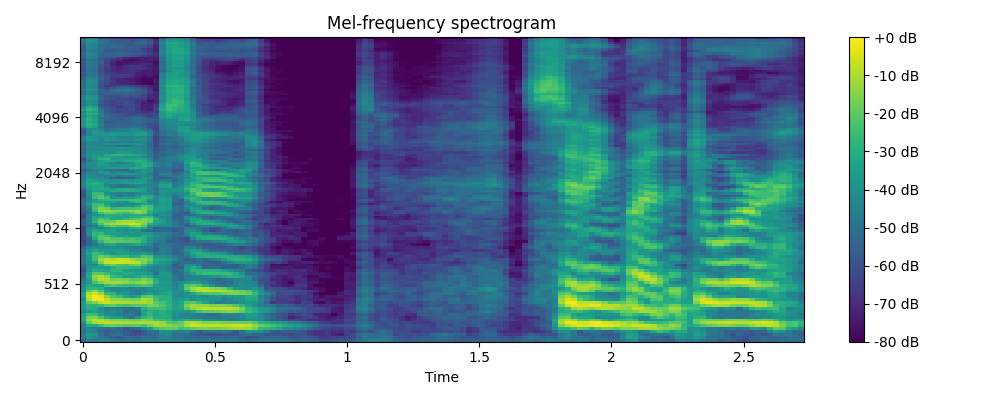 Mel-frequency spectrogram
Hz
8192
4096
2048
1024
512
0
0
0.5
1
1.5
2
2.5
Time
+0 dB
-10 dB
-20 dB
-30 dB
-40 dB
-50 dB
-60 dB
-70 dB
-80 dB